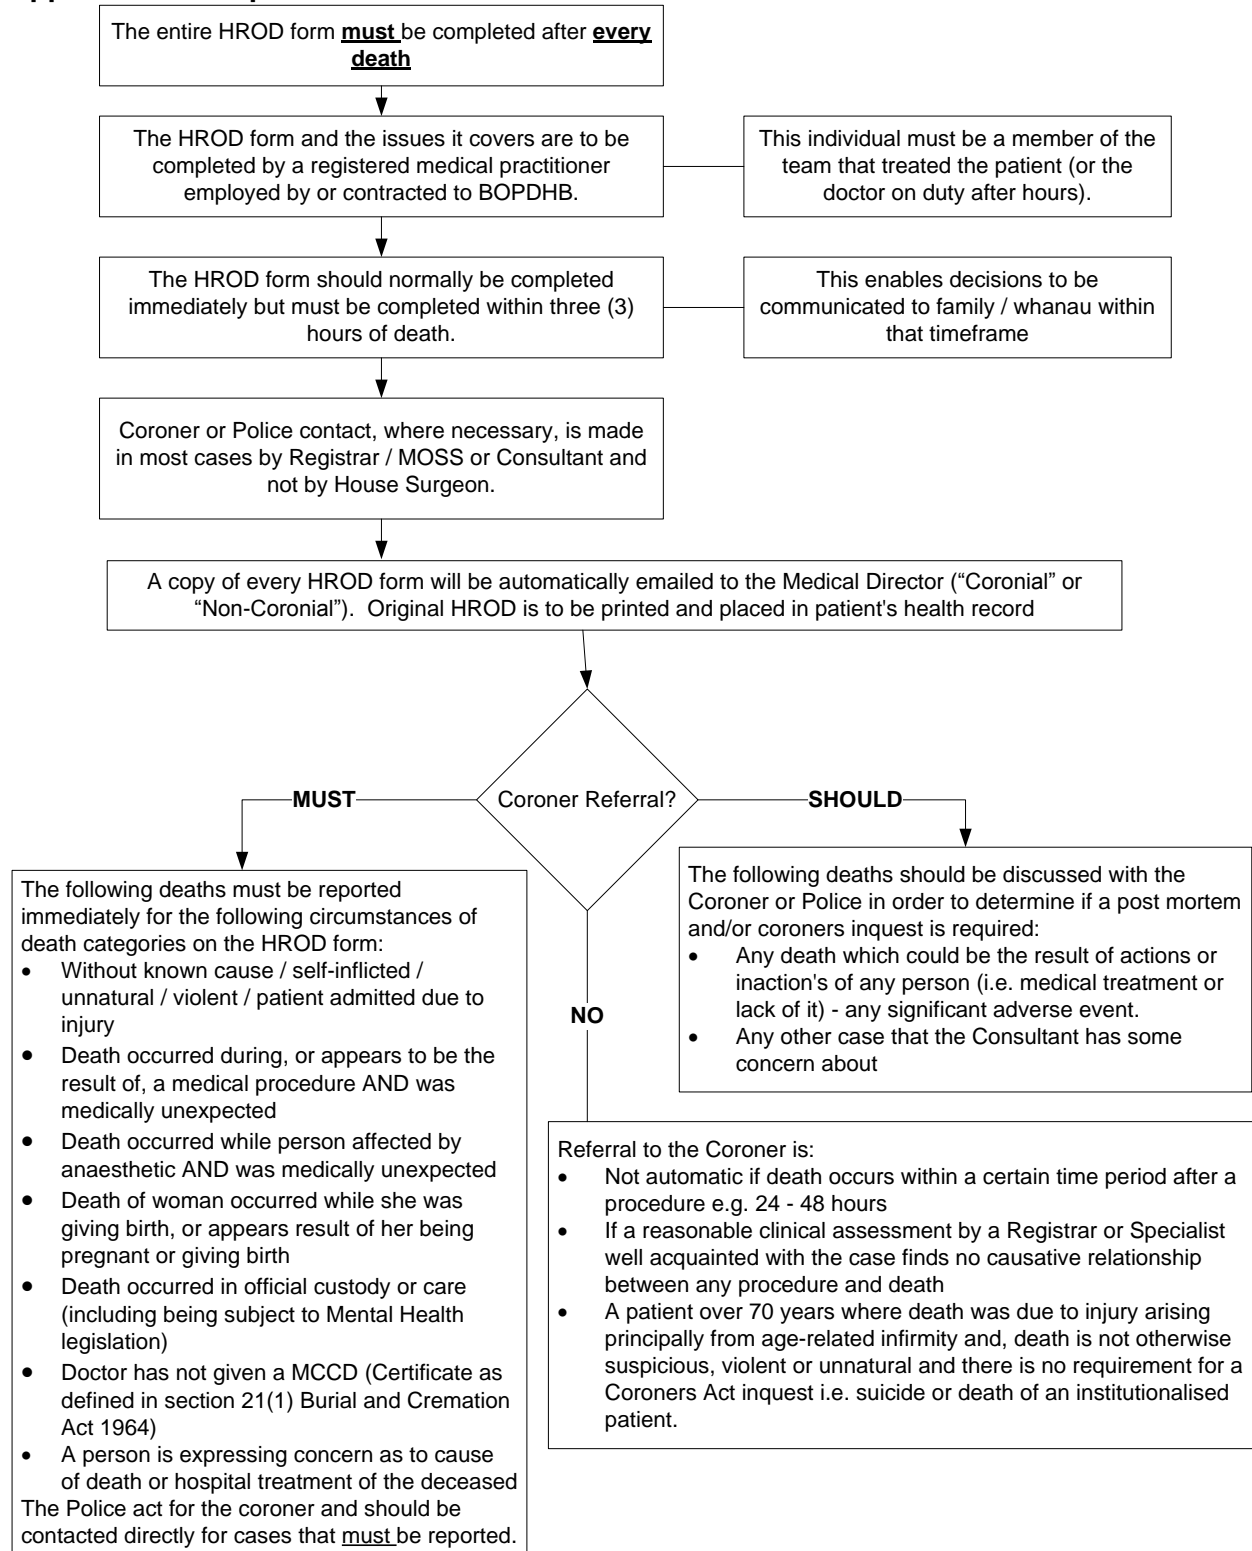 The entire HROD form must be completed after every
death
The HROD form and the issues it covers are to be
completed by a registered medical practitioner
employed by or contracted to BOPDHB.
This individual must be a member of the
team that treated the patient (or the
doctor on duty after hours).
The HROD form should normally be completed
immediately but must be completed within three (3)
hours of death.
This enables decisions to be
communicated to family / whanau within
that timeframe
Coroner or Police contact, where necessary, is made
in most cases by Registrar / MOSS or Consultant and
not by House Surgeon.
A copy of every HROD form will be automatically emailed to the Medical Director (“Coronial” or
“Non-Coronial”).  Original HROD is to be printed and placed in patient's health record
Coroner Referral?
MUST
SHOULD
NO
The following deaths must be reported
immediately for the following circumstances of
death categories on the HROD form:
• Without known cause / self-inflicted /
unnatural / violent / patient admitted due to
injury
• Death occurred during, or appears to be the
result of, a medical procedure AND was
medically unexpected
• Death occurred while person affected by
anaesthetic AND was medically unexpected
• Death of woman occurred while she was
giving birth, or appears result of her being
pregnant or giving birth
• Death occurred in official custody or care
(including being subject to Mental Health
legislation)
• Doctor has not given a MCCD (Certificate as
defined in section 21(1) Burial and Cremation
Act 1964)
• A person is expressing concern as to cause
of death or hospital treatment of the deceased
The Police act for the coroner and should be
contacted directly for cases that must be reported.
The following deaths should be discussed with the
Coroner or Police in order to determine if a post mortem
and/or coroners inquest is required:
• Any death which could be the result of actions or
inaction's of any person (i.e. medical treatment or
lack of it) - any significant adverse event.
• Any other case that the Consultant has some
concern about
Referral to the Coroner is:
• Not automatic if death occurs within a certain time period after a
procedure e.g. 24 - 48 hours
• If a reasonable clinical assessment by a Registrar or Specialist
well acquainted with the case finds no causative relationship
between any procedure and death
• A patient over 70 years where death was due to injury arising
principally from age-related infirmity and, death is not otherwise
suspicious, violent or unnatural and there is no requirement for a
Coroners Act inquest i.e. suicide or death of an institutionalised
patient.